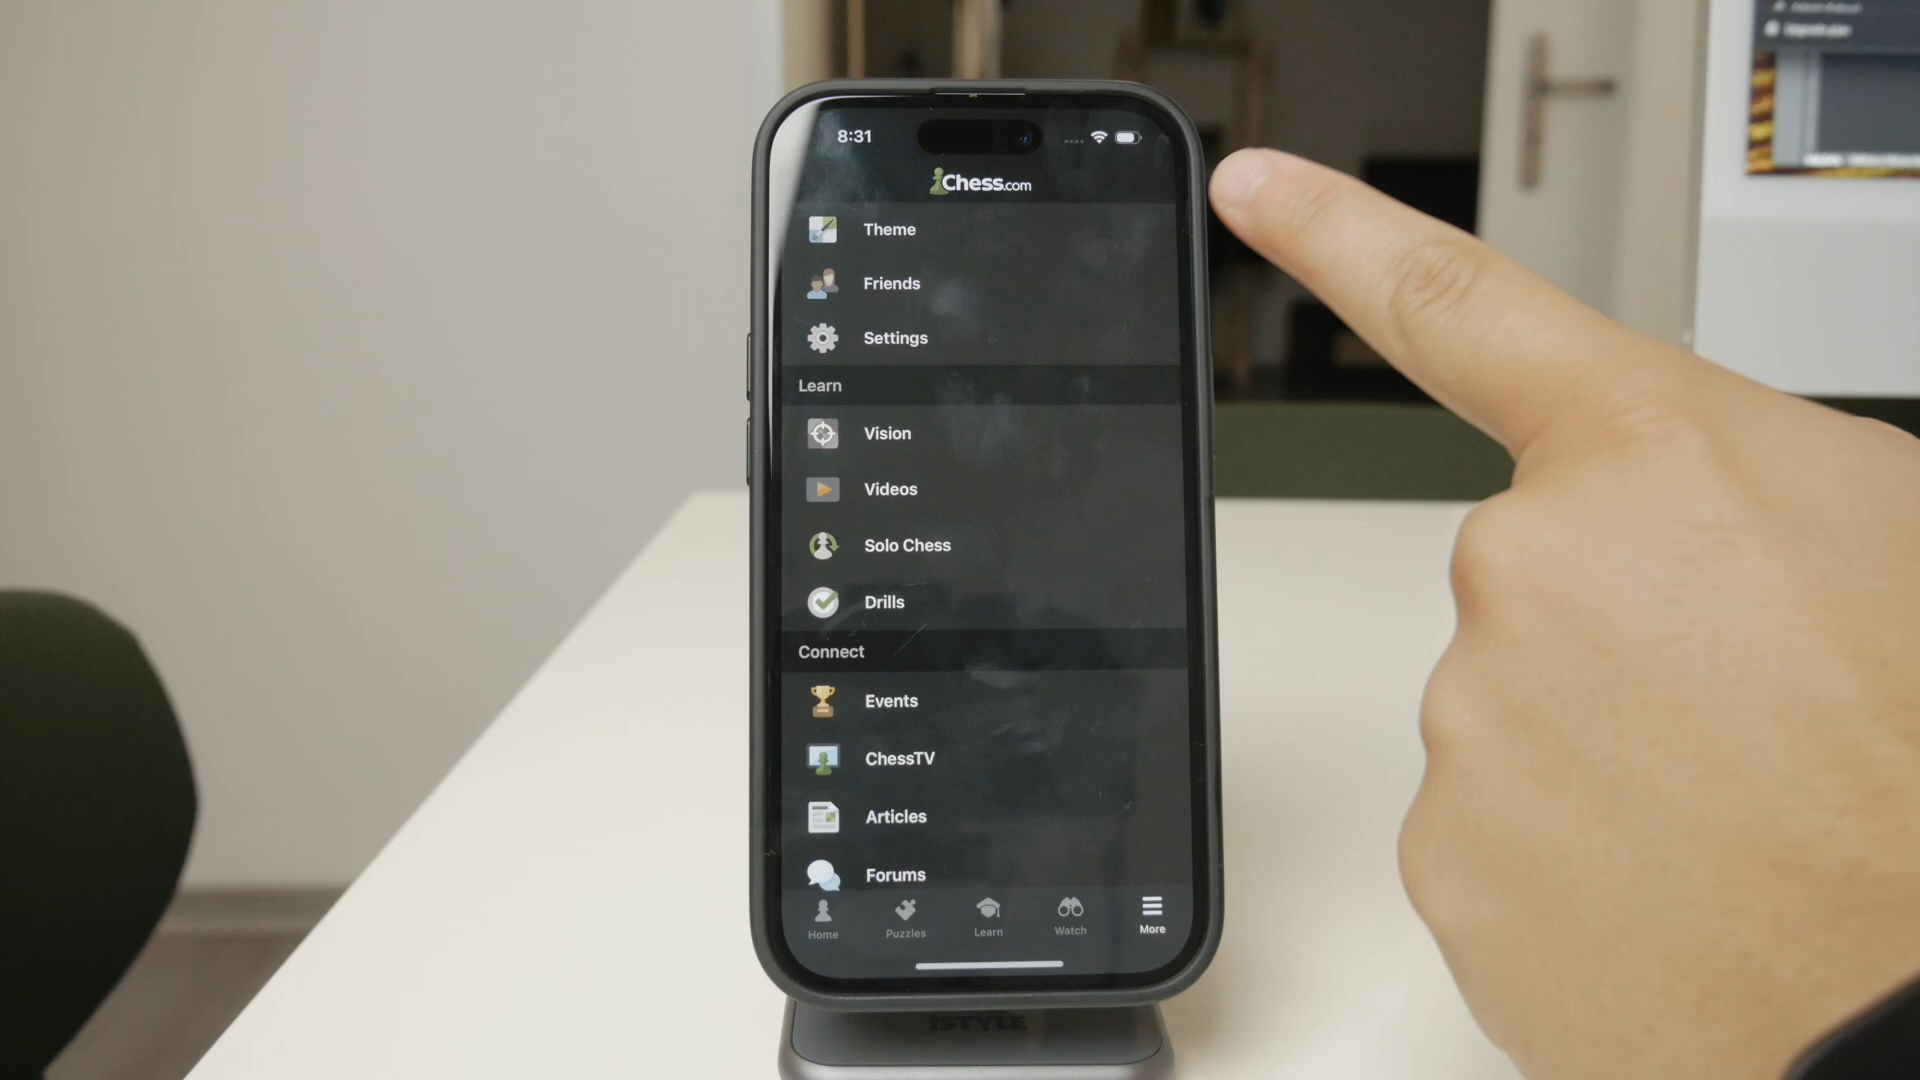 8:31
Chess.com
Theme
Friends
Settings
Learn
Vision
Videos
Solo Chess
Drills
Connect
Events
ChessTV
Articles
Forums
Home
Puzzles
Learn
Watch
More
iSTYLE